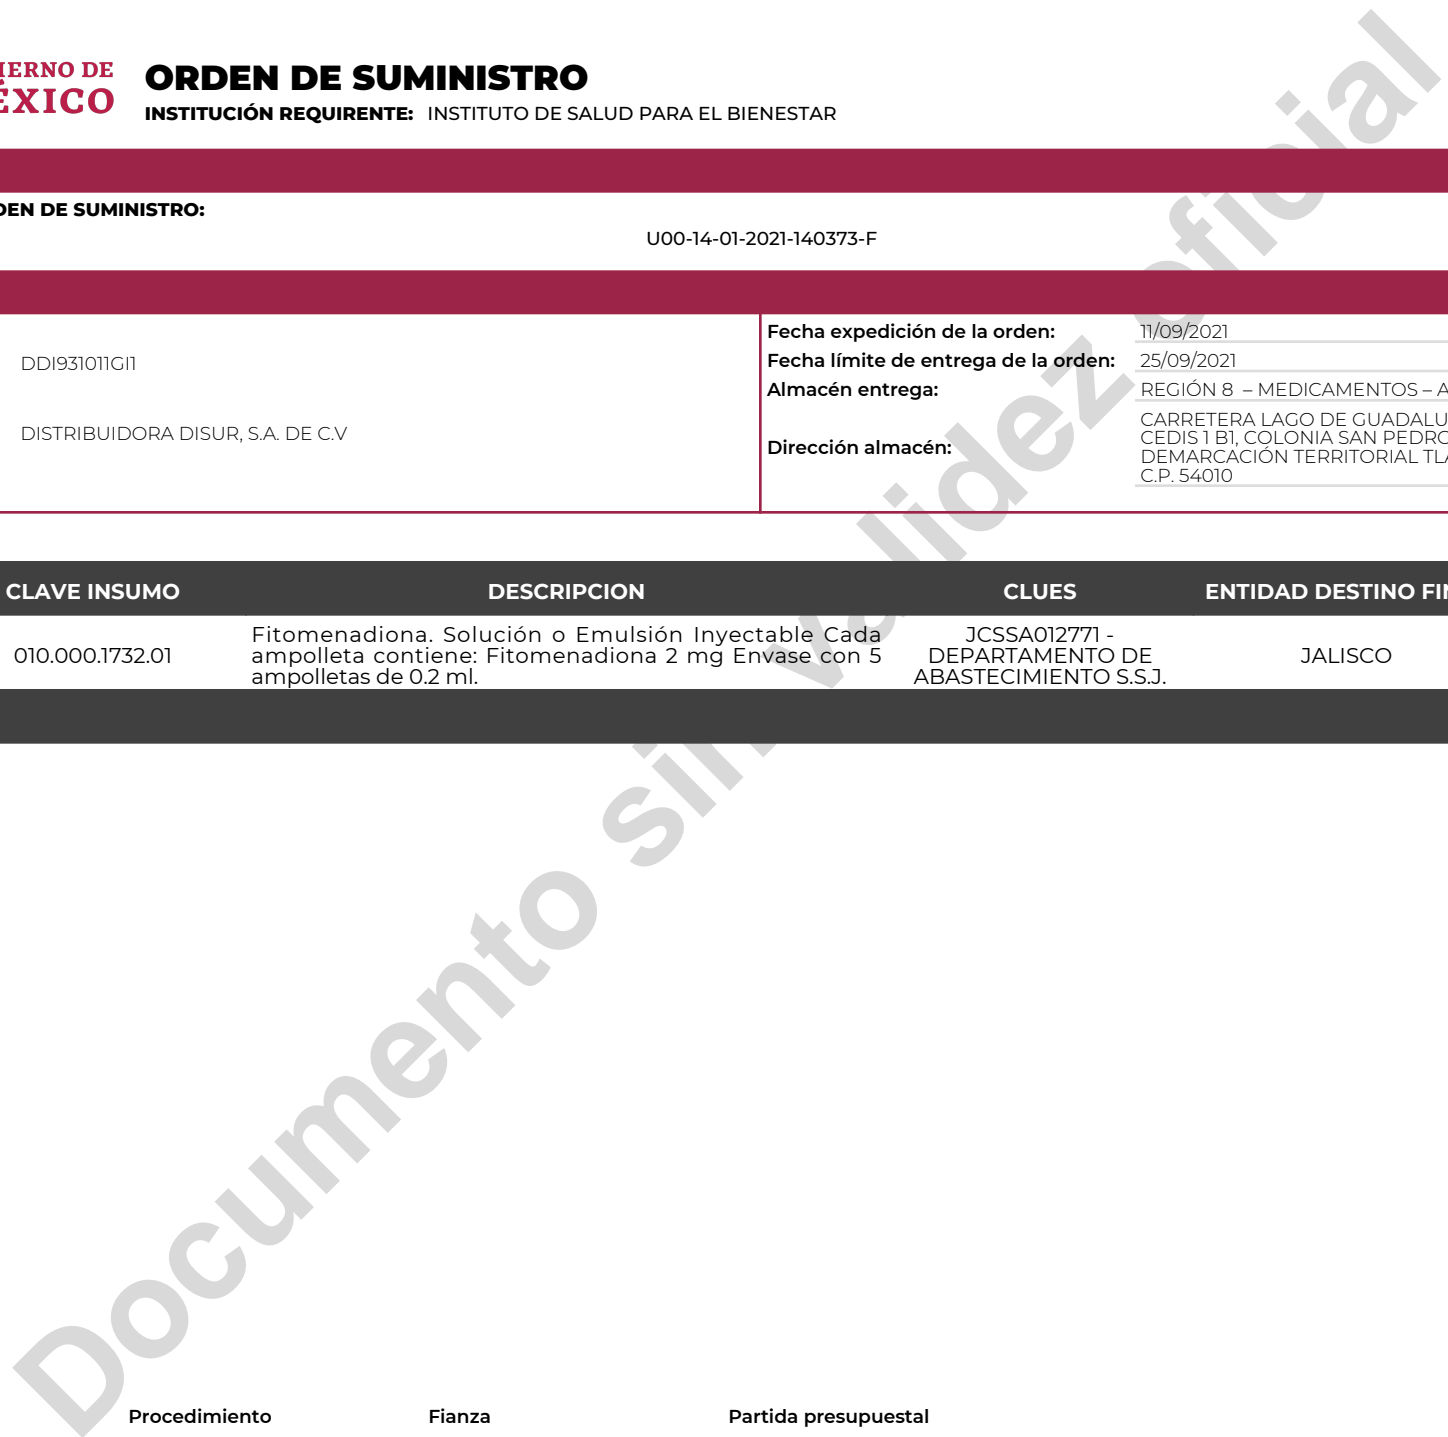 IERNO DE
ÉXICO
ORDEN DE SUMINISTRO
INSTITUCIÓN REQUIRENTE: INSTITUTO DE SALUD PARA EL BIENESTAR
DEN DE SUMINISTRO:
U00-14-01-2021-140373-F
DDI931011GI1
DISTRIBUIDORA DISUR, S.A. DE C.V
Fecha expedición de la orden: 11/09/2021
Fecha límite de entrega de la orden: 25/09/2021
Almacén entrega: REGIÓN 8 – MEDICAMENTOS – A
Dirección almacén:
CARRETERA LAGO DE GUADALU
CEDIS 1 B1, COLONIA SAN PEDRO
DEMARCACIÓN TERRITORIAL TLA
C.P. 54010
CLAVE INSUMO DESCRIPCION CLUES ENTIDAD DESTINO FIN
010.000.1732.01
Fitomenadiona. Solución o Emulsión Inyectable Cada
ampolleta contiene: Fitomenadiona 2 mg Envase con 5
ampolletas de 0.2 ml.
JCSSA012771 -
DEPARTAMENTO DE
ABASTECIMIENTO S.S.J.
JALISCO
Documento sin validez oficial
Procedimiento Fianza Partida presupuestal